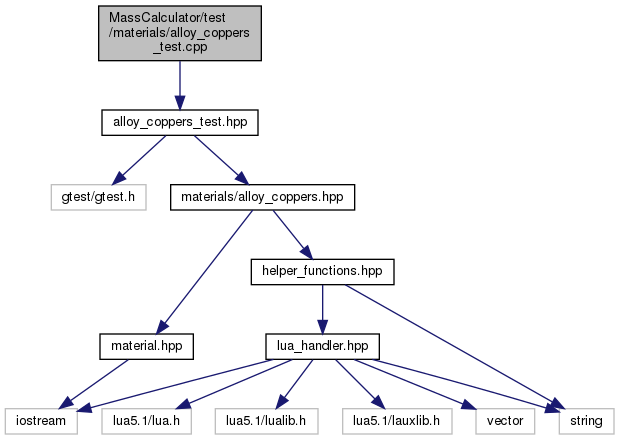 MassCalculator/test
/materials/alloy_coppers
_test.cpp
alloy_coppers_test.hpp
gtest/gtest.h
materials/alloy_coppers.hpp
helper_functions.hpp
material.hpp
lua_handler.hpp
iostream
lua5.1/lua.h
lua5.1/lualib.h
lua5.1/lauxlib.h
vector
string